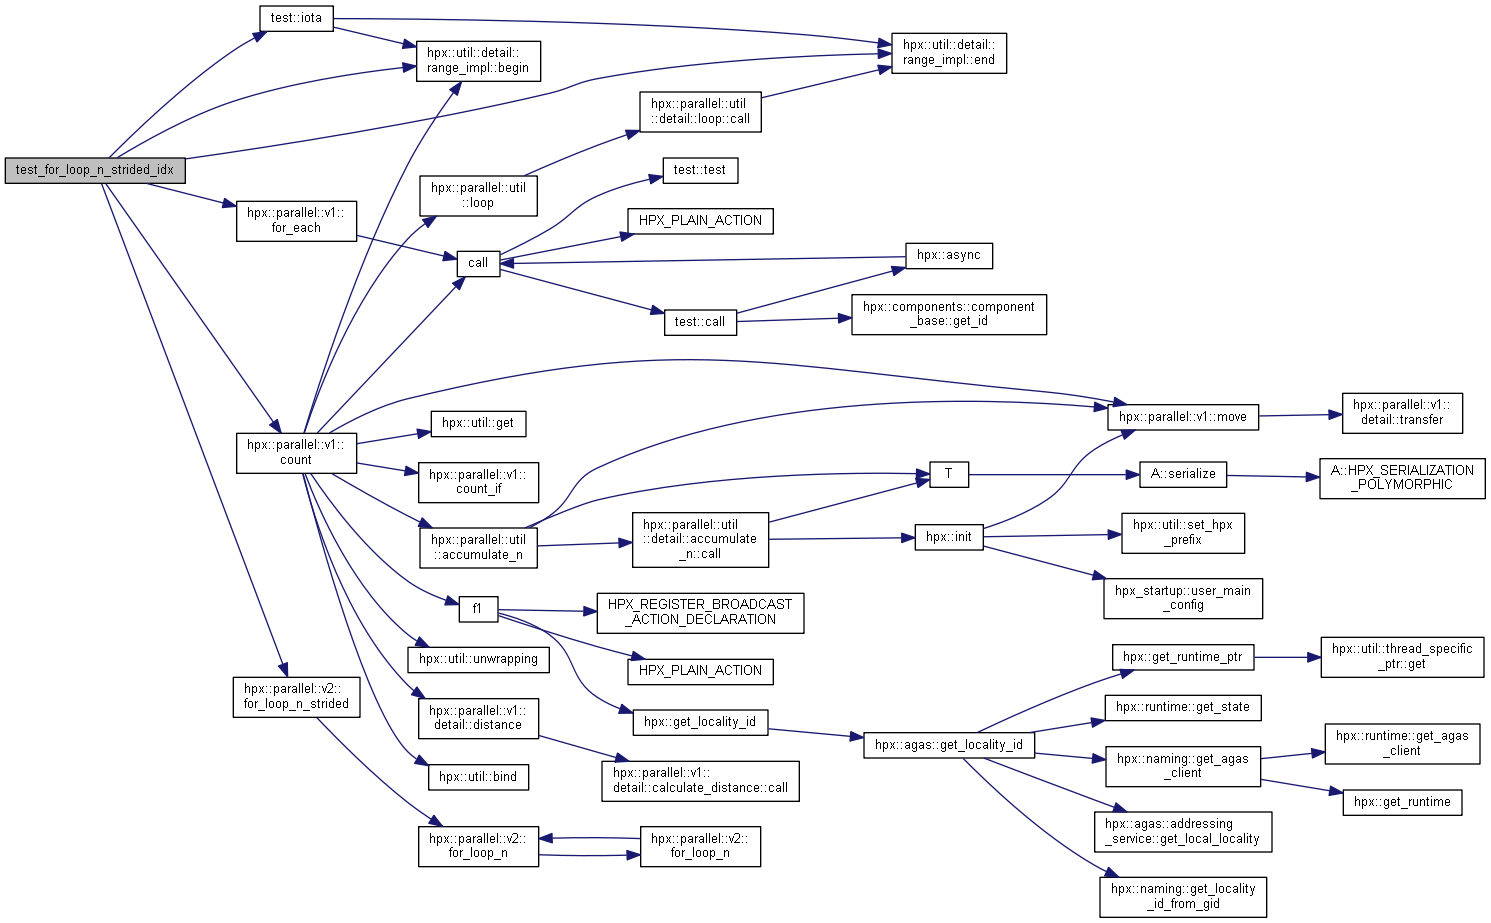 test_for_loop_n_strided_idx
test::iota
hpx::util::detail::
range_impl::begin
hpx::util::detail::
range_impl::end
hpx::parallel::v1::
for_each
hpx::parallel::util
::loop
hpx::parallel::util
::detail::loop::call
call
test::test
HPX_PLAIN_ACTION
test::call
hpx::async
hpx::components::component
_base::get_id
hpx::parallel::v1::
count
hpx::util::get
hpx::parallel::v1::
count_if
hpx::parallel::util
::accumulate_n
hpx::parallel::util
::detail::accumulate
_n::call
T
hpx::init
hpx::parallel::v1::move
hpx::parallel::v1::
detail::transfer
A::serialize
A::HPX_SERIALIZATION
_POLYMORPHIC
hpx::util::set_hpx
_prefix
hpx_startup::user_main
_config
f1
HPX_REGISTER_BROADCAST
_ACTION_DECLARATION
HPX_PLAIN_ACTION
hpx::get_locality_id
hpx::util::unwrapping
hpx::parallel::v1::
detail::distance
hpx::parallel::v1::
detail::calculate_distance::call
hpx::util::bind
hpx::agas::get_locality_id
hpx::get_runtime_ptr
hpx::util::thread_specific
_ptr::get
hpx::runtime::get_state
hpx::naming::get_agas
_client
hpx::runtime::get_agas
_client
hpx::get_runtime
hpx::agas::addressing
_service::get_local_locality
hpx::naming::get_locality
_id_from_gid
hpx::parallel::v2::
for_loop_n_strided
hpx::parallel::v2::
for_loop_n
hpx::parallel::v2::
for_loop_n